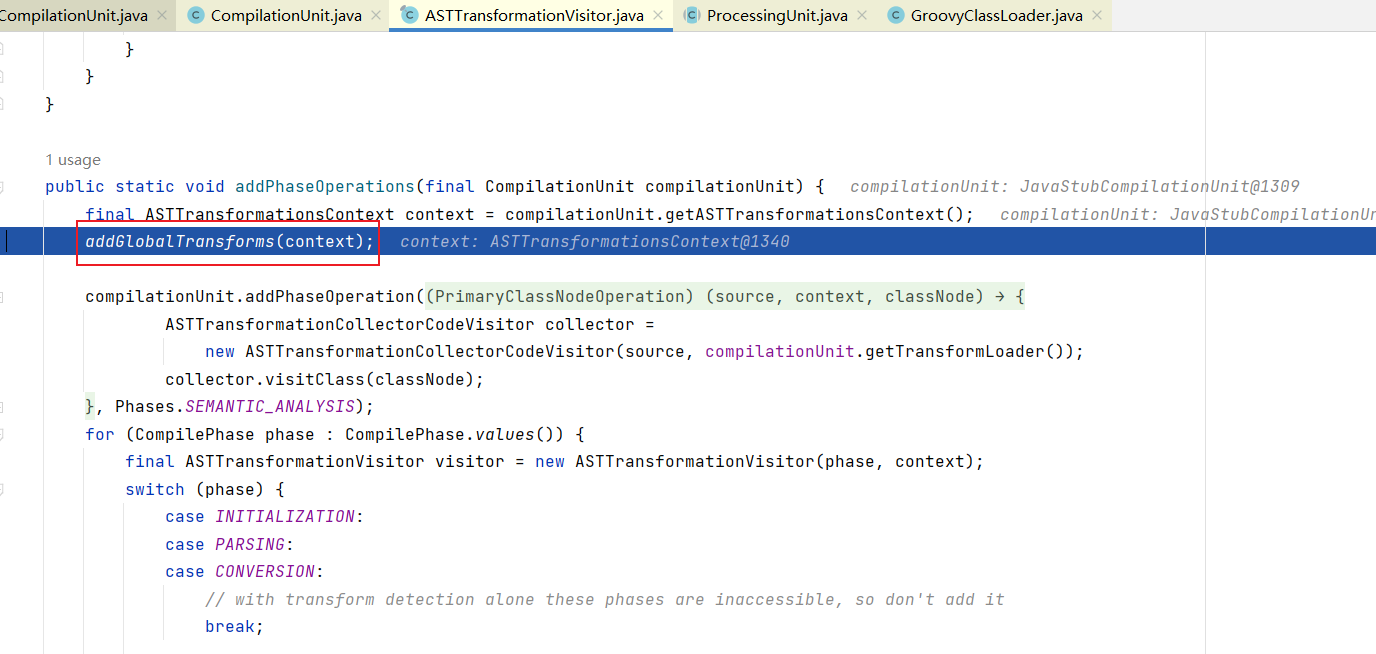 CompilationUnit.java CompilationUnit.java ASTTransformationVisitor.java ProcessingUnit.java GroovyClassLoader.java
}
}
}
1 usage
public static void addPhaseOperations(final CompilationUnit compilationUnit) { compilationUnit: JavaStubCompilationUnit@1309
final ASTTransformationsContext context = compilationUnit.getASTTransformationsContext(); compilationUnit: JavaStubCompilationUn
addGlobalTransforms(context); context: ASTTransformationsContext@1340
compilationUnit.addPhaseOperation((PrimaryClassNodeOperation) (source, context, classNode) → {
ASTTransformationCollectorCodeVisitor collector =
new ASTTransformationCollectorCodeVisitor(source, compilationUnit.getTransformLoader());
collector.visitClass(classNode);
}, Phases.SEMANTIC_ANALYSIS);
for (CompilePhase phase : CompilePhase.values()) {
final ASTTransformationVisitor visitor = new ASTTransformationVisitor(phase, context);
switch (phase) {
case INITIALIZATION:
case PARSING:
case CONVERSION:
// with transform detection alone these phases are inaccessible, so don't add it
break;